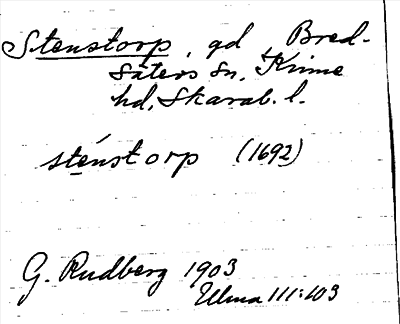 Stenstorp, gd Bred-
säters sn, Kinne
hd, Skarab. l.
sténstorp (1692)
G. Rudberg 1903
Ulma 111:103